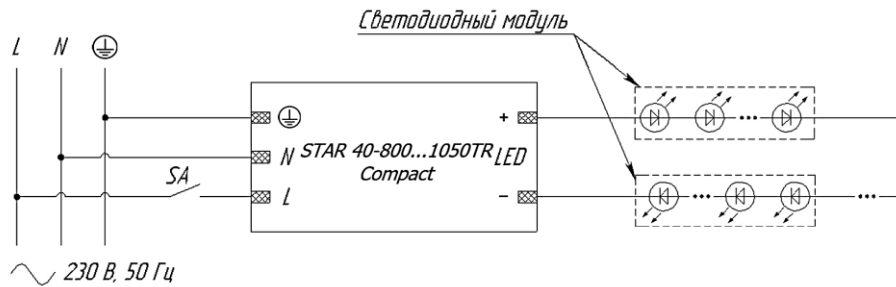 Светодиодный модуль
L N
+
N STAR 40-800...1050TR LED
Compact
SA
L
−
230 В, 50 Гц